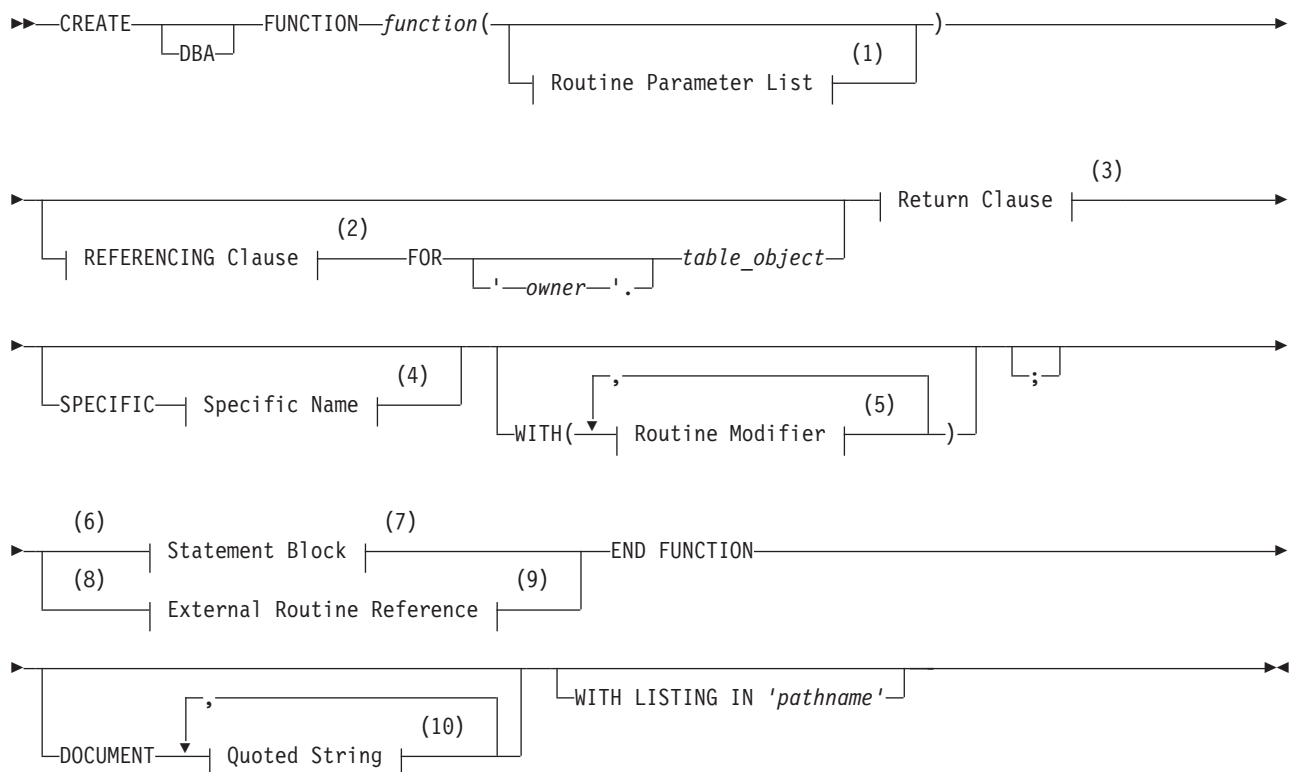 CREATE DBA FUNCTION function( Routine Parameter List (1) )
REFERENCING Clause (2) FOR 'owner'. table_object Return Clause (3)
SPECIFIC Specific Name (4) WITH( , Routine Modifier (5) ) ;
(6) Statement Block (7) END FUNCTION
(8) External Routine Reference (9)
DOCUMENT , Quoted String (10) WITH LISTING IN 'pathname'